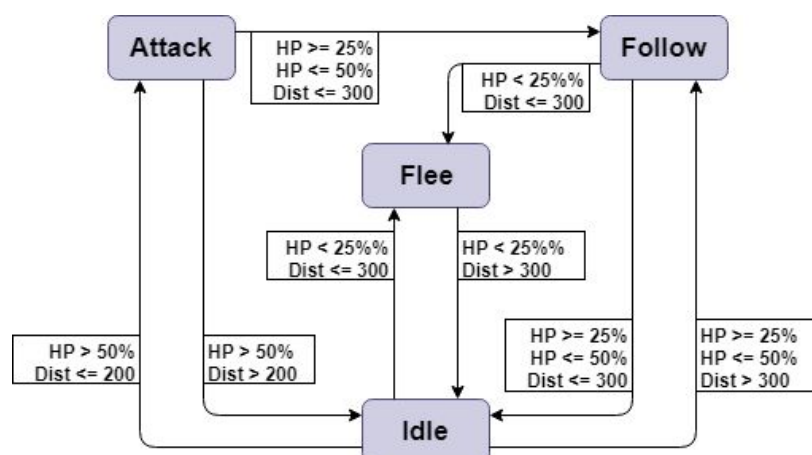 Attack
Follow
HP >= 25%
HP <= 50%
Dist <= 300
HP < 25%%
Dist <= 300
Flee
HP < 25%%
Dist <= 300
HP < 25%%
Dist > 300
HP > 50%
Dist <= 200
HP > 50%
Dist > 200
HP >= 25%
HP <= 50%
Dist <= 300
HP >= 25%
HP <= 50%
Dist > 300
Idle